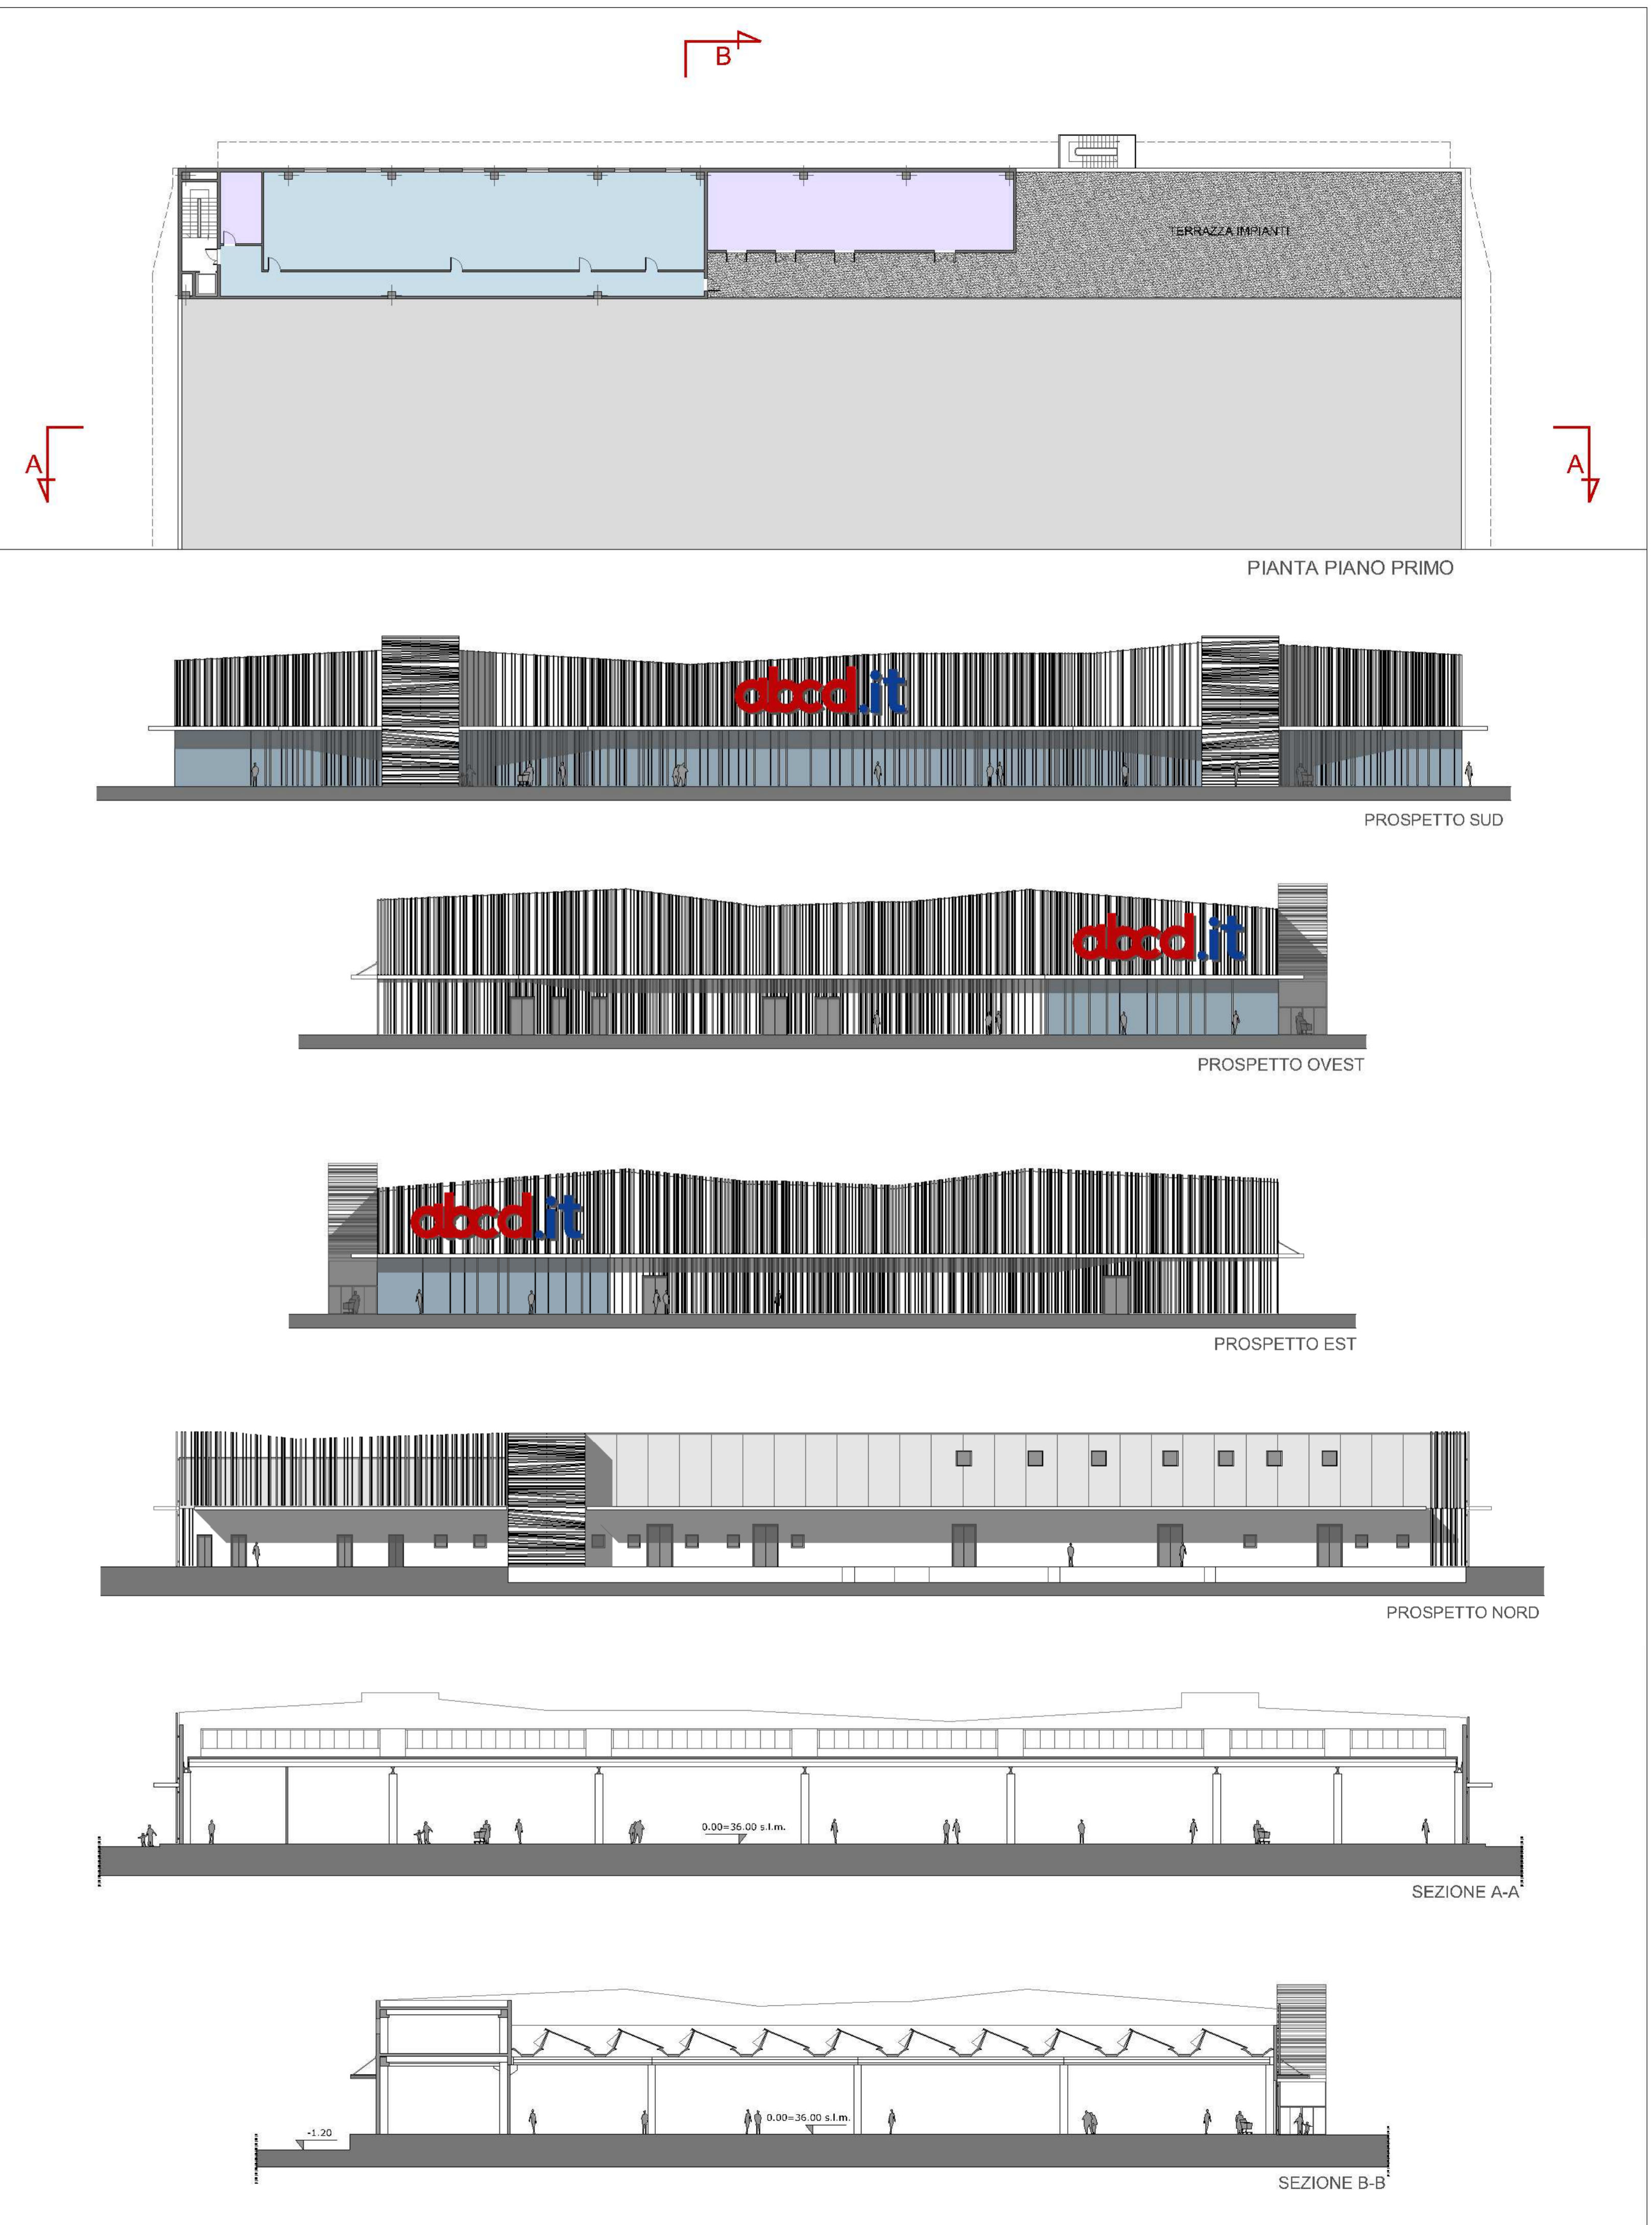 B
TERRAZZA IMPIANTI
A
A
PIANTA PIANO PRIMO
abcd.it
PROSPETTO SUD
abcd.it
PROSPETTO OVEST
abcd.it
PROSPETTO EST
PROSPETTO NORD
0.00=36.00 s.l.m.
SEZIONE A-A
0.00=36.00 s.l.m.
-1.20
SEZIONE B-B